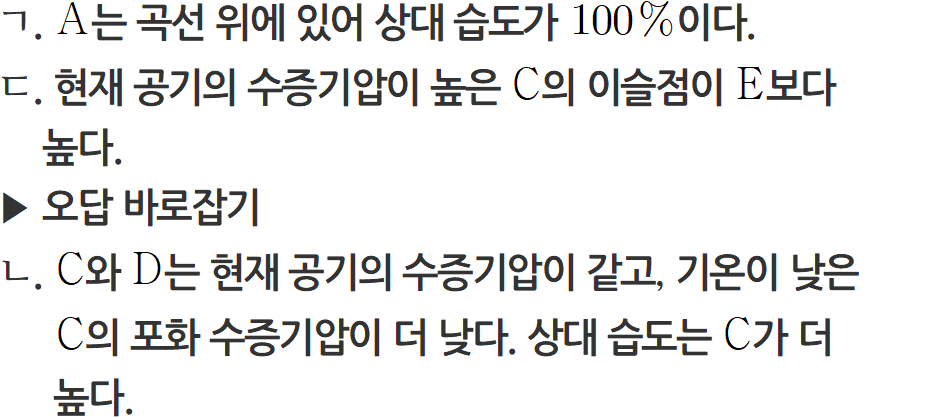 ㄱ. A는 곡선 위에 있어 상대 습도가 100%이다.
ㄷ. 현재 공기의 수증기압이 높은 C의 이슬점이 E보다
높다.
▶ 오답 바로잡기
ㄴ. C와 D는 현재 공기의 수증기압이 같고, 기온이 낮은
C의 포화 수증기압이 더 낮다. 상대 습도는 C가 더
높다.